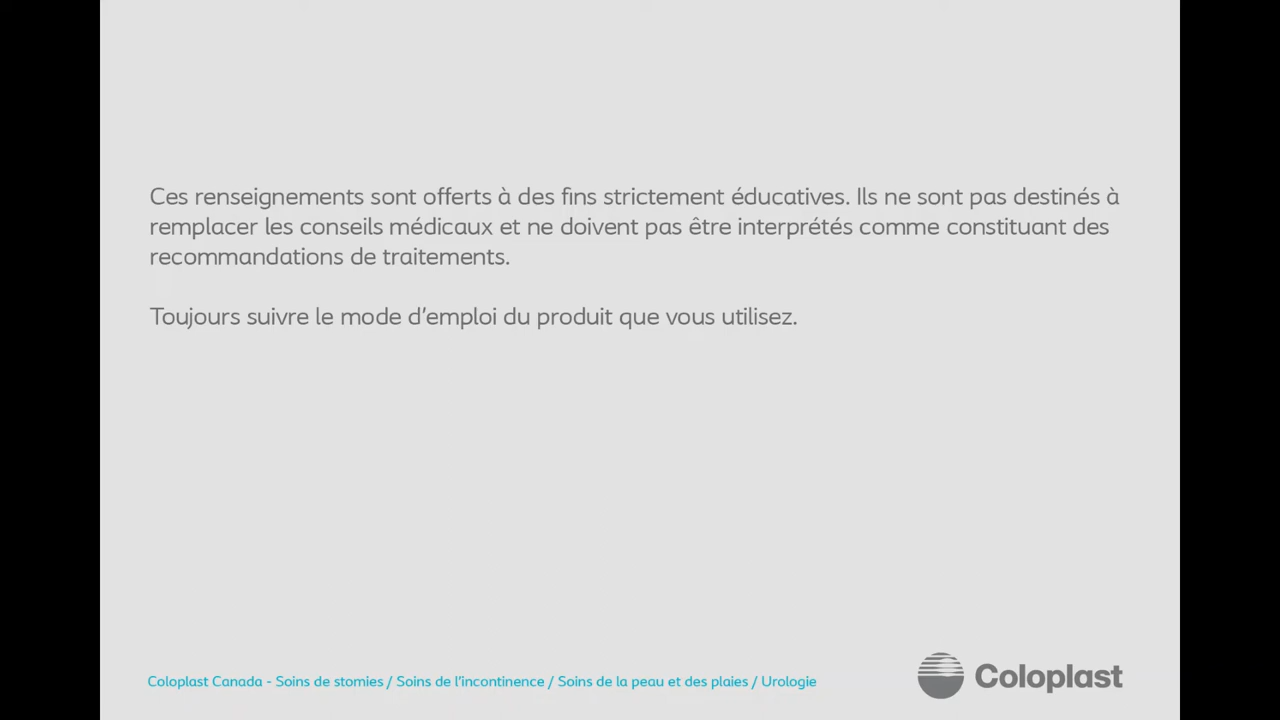 Ces renseignements sont offerts à des fins strictement éducatives. Ils ne sont pas destinés à
remplacer les conseils médicaux et ne doivent pas être interprétés comme constituant des
recommandations de traitements.
Toujours suivre le mode d’emploi du produit que vous utilisez.
Coloplast Canada - Soins de stomies / Soins de l’incontinence / Soins de la peau et des plaies / Urologie
Coloplast